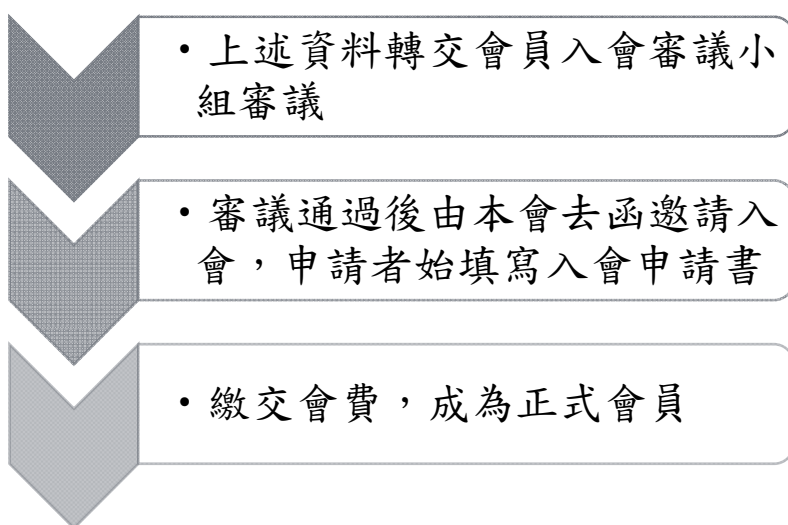 •上述資料轉交會員入會審議小
組審議
•審議通過後由本會去函邀請入
會，申請者始填寫入會申請書
•繳交會費，成為正式會員